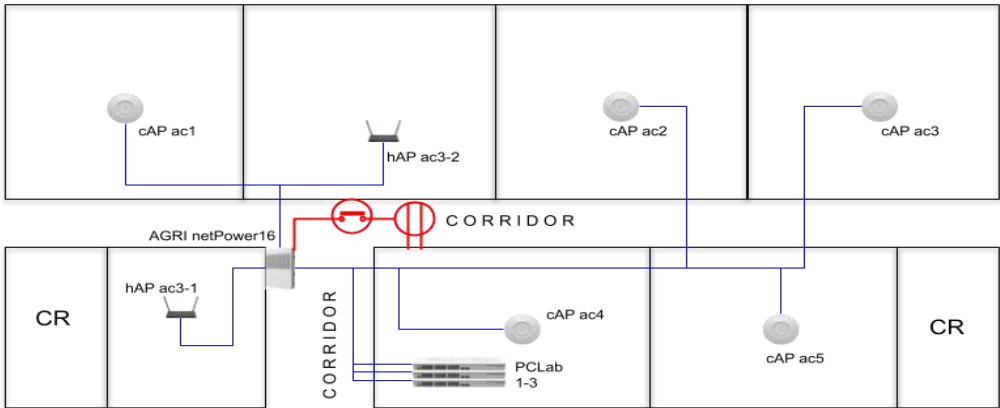 cAP ac1
hAP ac3-2
cAP ac2
cAP ac3
CORRIDOR
AGRI netPower16
hAP ac3-1
CR
CORRIDOR
cAP ac4
PCLab
1-3
cAP ac5
CR